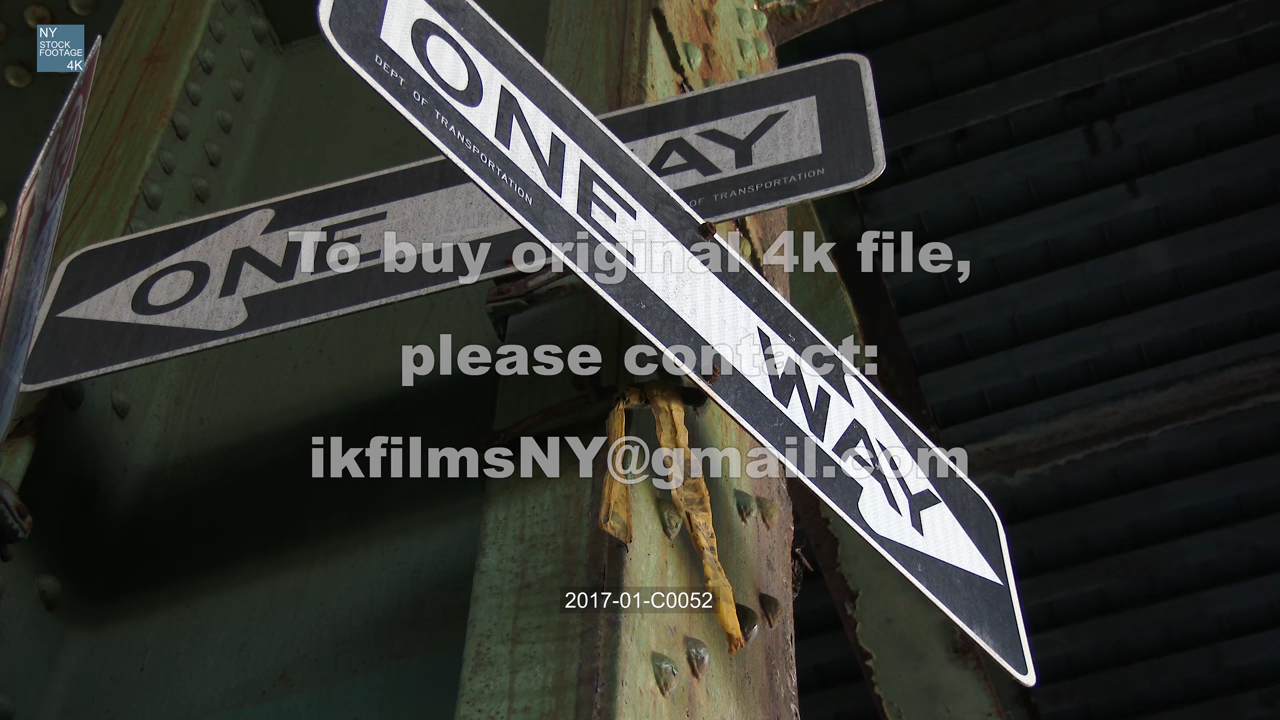 NY
STOCK
FOOTAGE
4K
ONE WAY
DEPT. OF TRANSPORTATION
ONE AY
OF TRANSPORTATION
To buy original 4k file,
please contact:
ikfilmsNY@gmail.com
2017-01-C0052